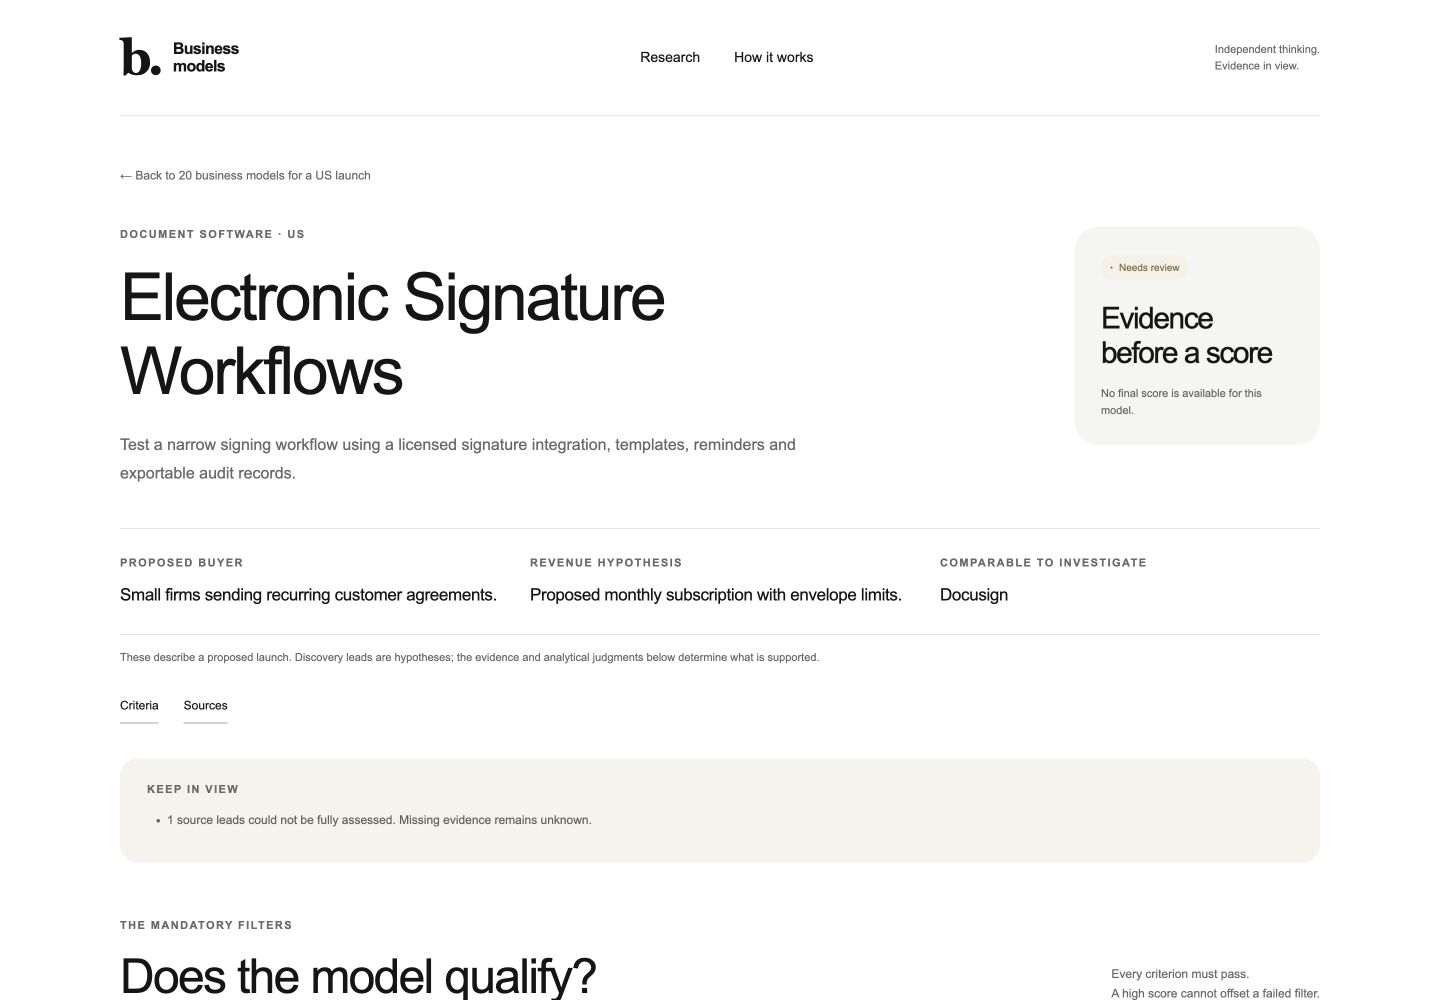 b. Business
models
Research
How it works
Independent thinking.
Evidence in view.
← Back to 20 business models for a US launch
DOCUMENT SOFTWARE · US
Electronic Signature
Workflows
Test a narrow signing workflow using a licensed signature integration, templates, reminders and
exportable audit records.
• Needs review
Evidence
before a score
No final score is available for this
model.
PROPOSED BUYER
Small firms sending recurring customer agreements.
REVENUE HYPOTHESIS
Proposed monthly subscription with envelope limits.
COMPARABLE TO INVESTIGATE
Docusign
These describe a proposed launch. Discovery leads are hypotheses; the evidence and analytical judgments below determine what is supported.
Criteria
Sources
KEEP IN VIEW
• 1 source leads could not be fully assessed. Missing evidence remains unknown.
THE MANDATORY FILTERS
Does the model qualify?
Every criterion must pass.
A high score cannot offset a failed filter.